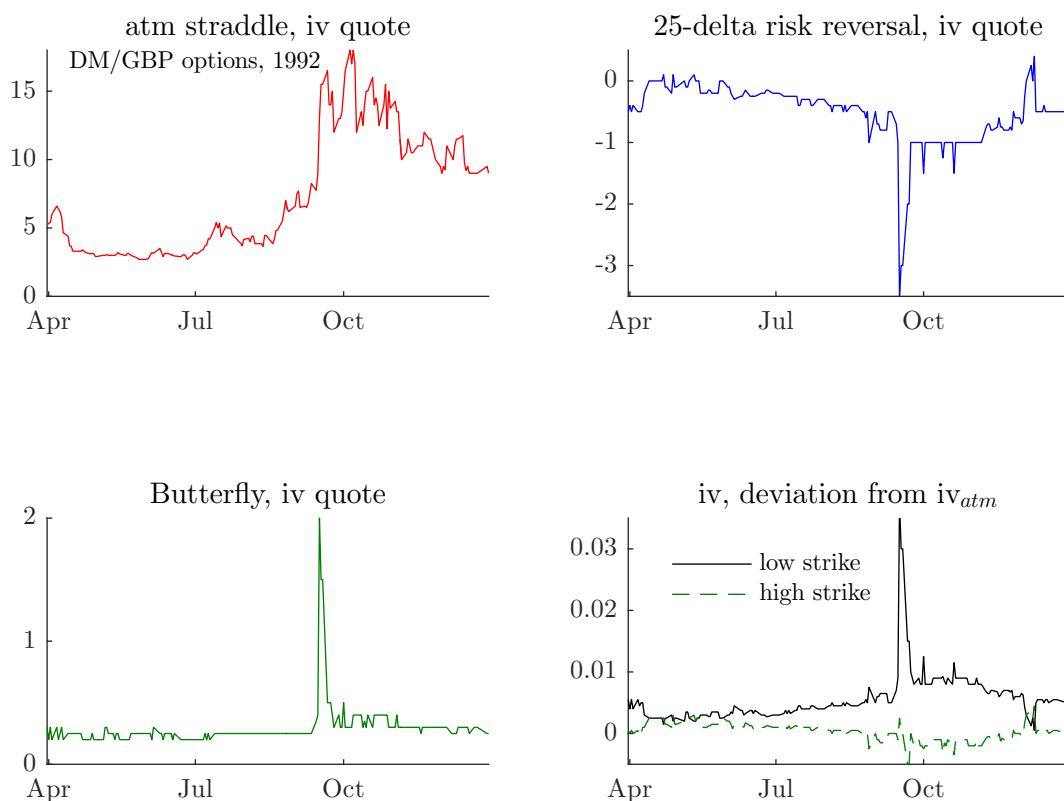 atm straddle, iv quote
DM/GBP options, 1992
15
10
5
0
Apr Jul Oct
25-delta risk reversal, iv quote
0
-1
-2
-3
Apr Jul Oct
Butterfly, iv quote
2
1
0
Apr Jul Oct
iv, deviation from iv_atm
0.03
0.02
0.01
0
low strike
high strike
Apr Jul Oct